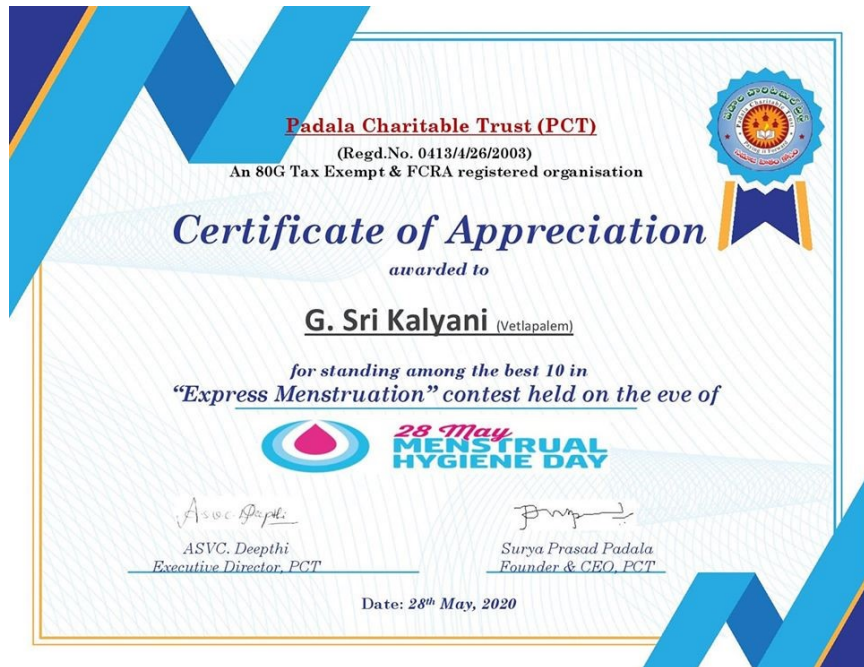 Padala Charitable Trust (PCT)
(Regd.No. 0413/4/26/2003)
An 80G Tax Exempt & FCRA registered organisation
Padala Charitable Trust
Certificate of Appreciation
awarded to
G. Sri Kalyani (Vetlapalem)
for standing among the best 10 in
“Express Menstruation” contest held on the eve of
28 May
MENSTRUAL
HYGIENE DAY
ASVC. Deepthi
Executive Director, PCT
Surya Prasad Padala
Founder & CEO, PCT
Date: 28th May, 2020